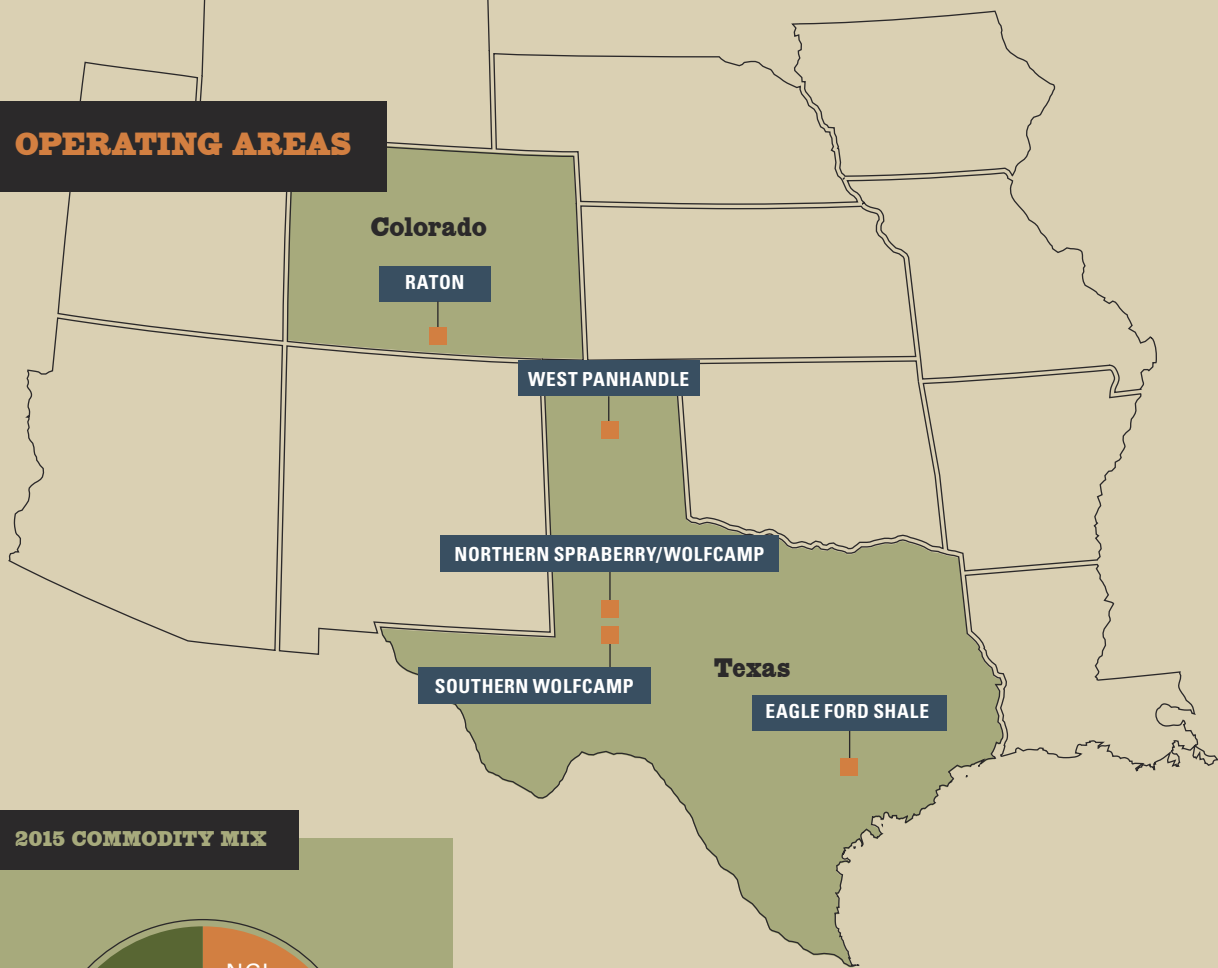 OPERATING AREAS
Colorado
RATON
WEST PANHANDLE
NORTHERN SPRABERRY/WOLFCAMP
SOUTHERN WOLFCAMP
Texas
EAGLE FORD SHALE
2015 COMMODITY MIX